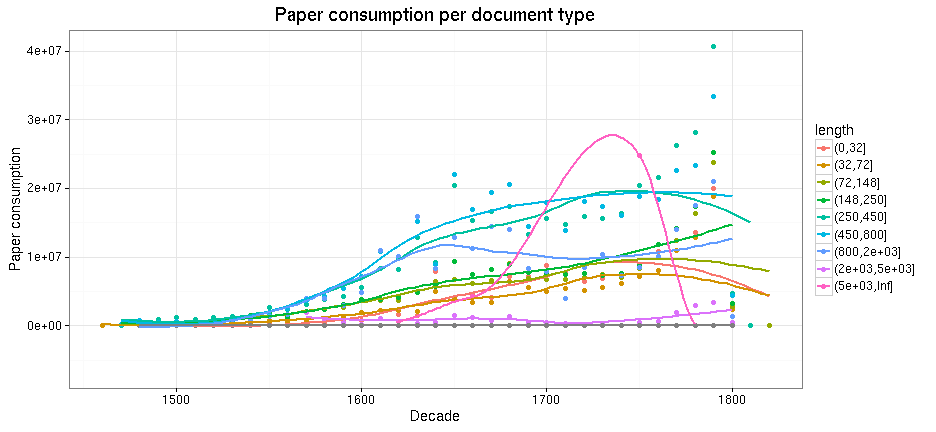 Paper consumption per document type
4e+07
3e+07
2e+07
1e+07
0e+00
Paper consumption
1500
1600
1700
1800
Decade
length
(0,32]
(32,72]
(72,148]
(148,250]
(250,450]
(450,800]
(800,2e+03]
(2e+03,5e+03]
(5e+03,Inf]